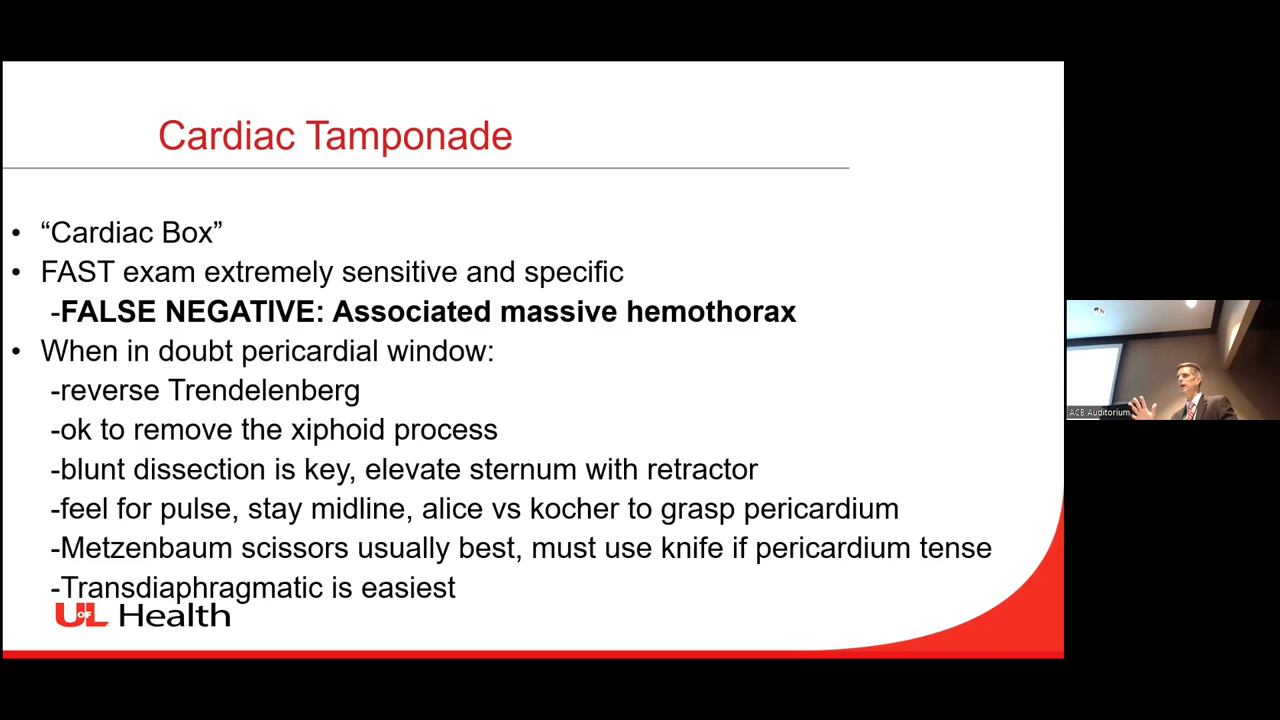 Cardiac Tamponade
• “Cardiac Box”
• FAST exam extremely sensitive and specific
-FALSE NEGATIVE: Associated massive hemothorax
• When in doubt pericardial window:
-reverse Trendelenberg
-ok to remove the xiphoid process
-blunt dissection is key, elevate sternum with retractor
-feel for pulse, stay midline, alice vs kocher to grasp pericardium
-Metzenbaum scissors usually best, must use knife if pericardium tense
-Transdiaphragmatic is easiest
UofL Health
ACB Auditorium